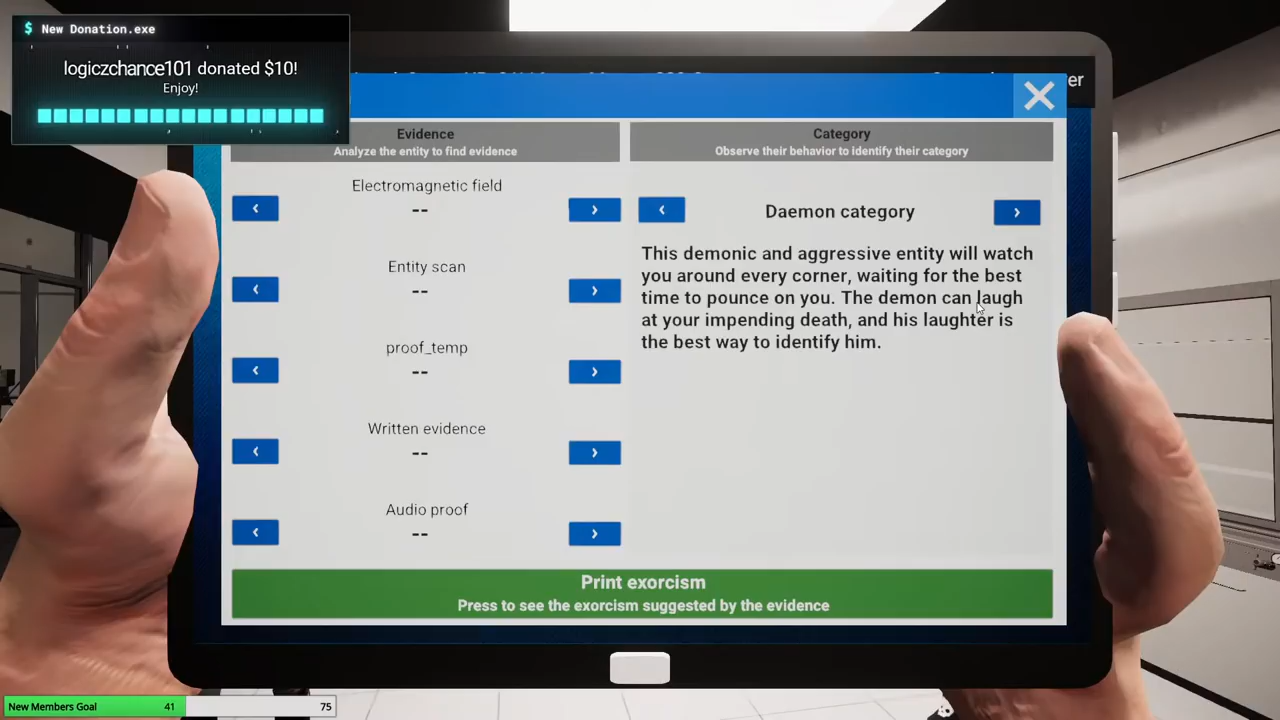 $ New Donation.exe
logiczchance101 donated $10!
Enjoy!
er
Evidence
Analyze the entity to find evidence
Category
Observe their behavior to identify their category
Electromagnetic field
--
Entity scan
--
proof_temp
--
Written evidence
--
Audio proof
--
Daemon category
This demonic and aggressive entity will watch
you around every corner, waiting for the best
time to pounce on you. The demon can laugh
at your impending death, and his laughter is
the best way to identify him.
Print exorcism
Press to see the exorcism suggested by the evidence
New Members Goal 41 75